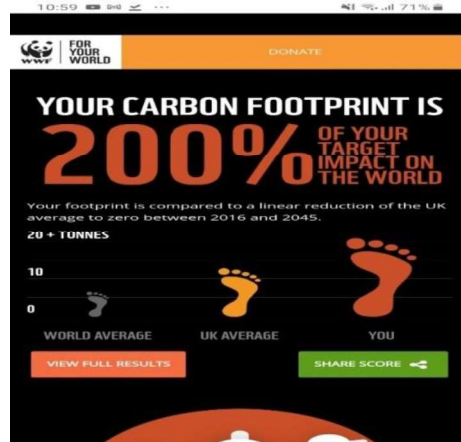 10:59 ... 71%
WWF FOR YOUR WORLD DONATE
YOUR CARBON FOOTPRINT IS
200% OF YOUR TARGET IMPACT ON THE WORLD
Your footprint is compared to a linear reduction of the UK
average to zero between 2016 and 2045.
20 + TONNES
10
0
WORLD AVERAGE UK AVERAGE YOU
VIEW FULL RESULTS SHARE SCORE